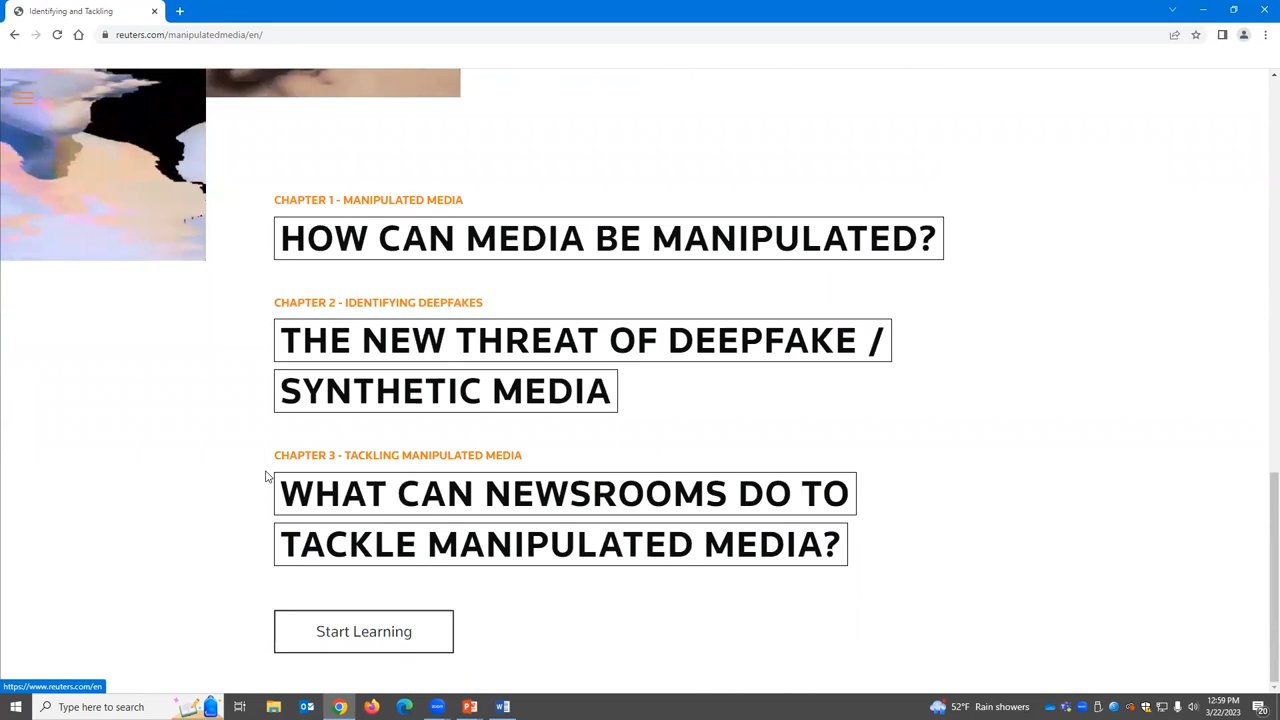 Identifying and Tackling
reuters.com/manipulatedmedia/en/
CHAPTER 1 - MANIPULATED MEDIA
HOW CAN MEDIA BE MANIPULATED?
CHAPTER 2 - IDENTIFYING DEEPFAKES
THE NEW THREAT OF DEEPFAKE /
SYNTHETIC MEDIA
CHAPTER 3 - TACKLING MANIPULATED MEDIA
WHAT CAN NEWSROOMS DO TO
TACKLE MANIPULATED MEDIA?
Start Learning
https://www.reuters.com/en
Type here to search
52°F Rain showers
12:59 PM
3/22/2023
20